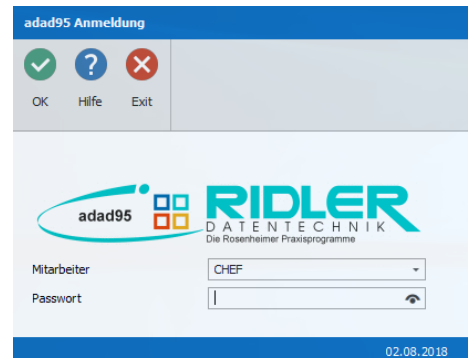 adad95 Anmeldung
OK Hilfe Exit
adad95 RIDLER
DATENTECHNIK
Die Rosenheimer Praxisprogramme
Mitarbeiter CHEF
Passwort
02.08.2018